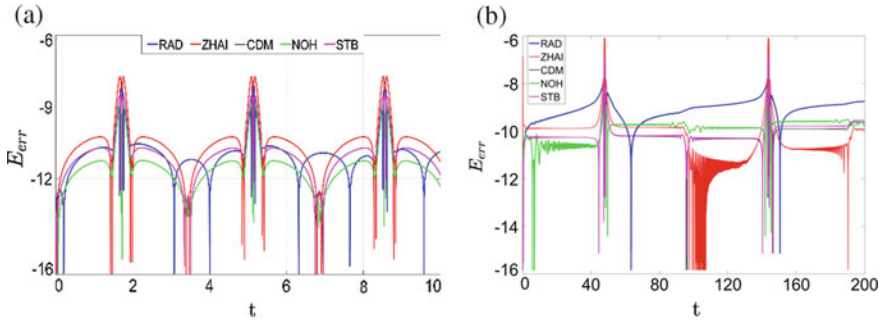 (a)
-6
-9
-12
-16
E_err
RAD ZHAI CDM NOH STB
0 2 4 6 8 10
t
(b)
-6
-8
-10
-12
-14
-16
E_err
RAD
ZHAI
CDM
NOH
STB
0 40 80 120 160 200
t